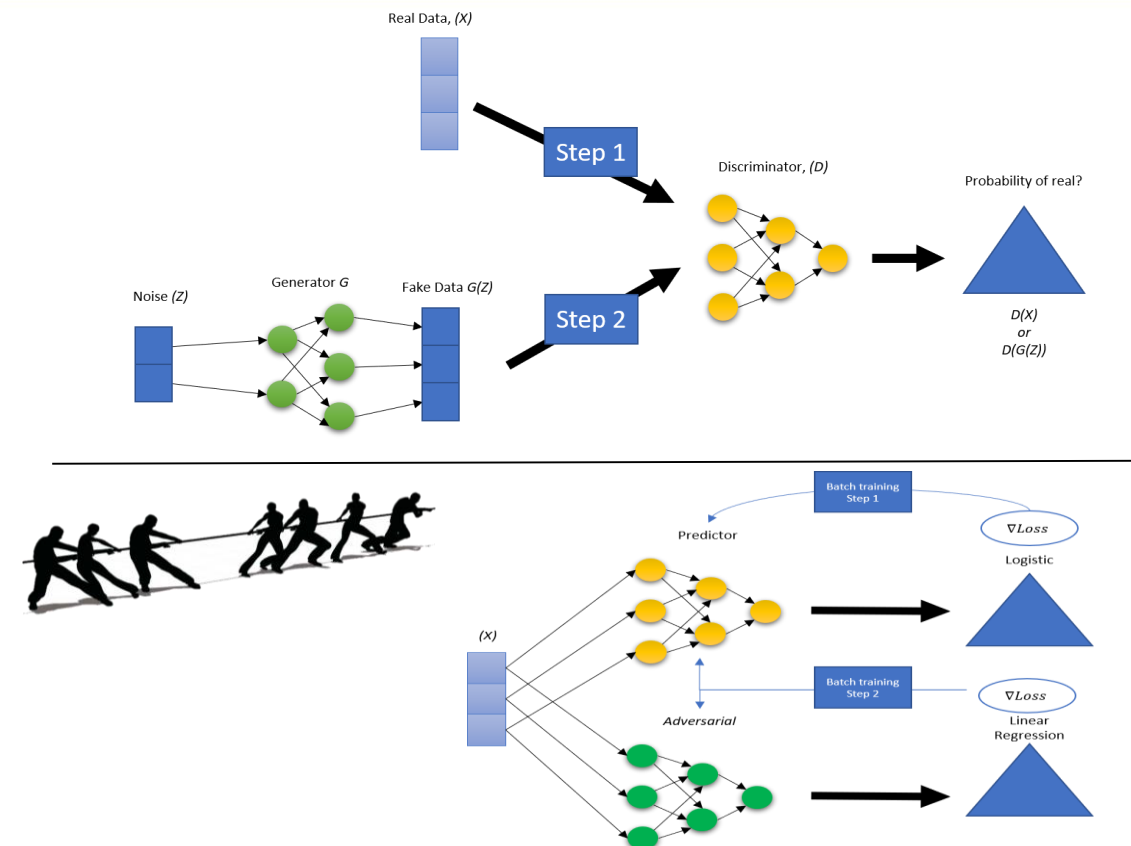 Real Data, (X)
Step 1
Discriminator, (D)
Probability of real?
Generator G
Fake Data G(Z)
Noise (Z)
Step 2
D(X)
or
D(G(Z))
Batch training
Step 1
Predictor
∇Loss
Logistic
(X)
Batch training
Step 2
∇Loss
Adversarial
Linear
Regression